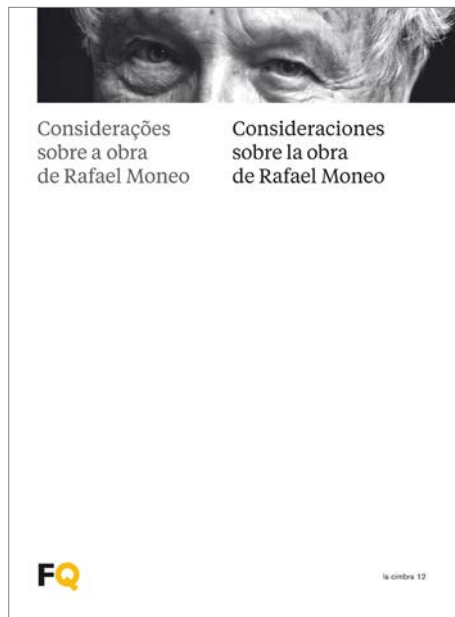 Considerações
sobre a obra
de Rafael Moneo
Consideraciones
sobre la obra
de Rafael Moneo
FQ
la cimbra 12